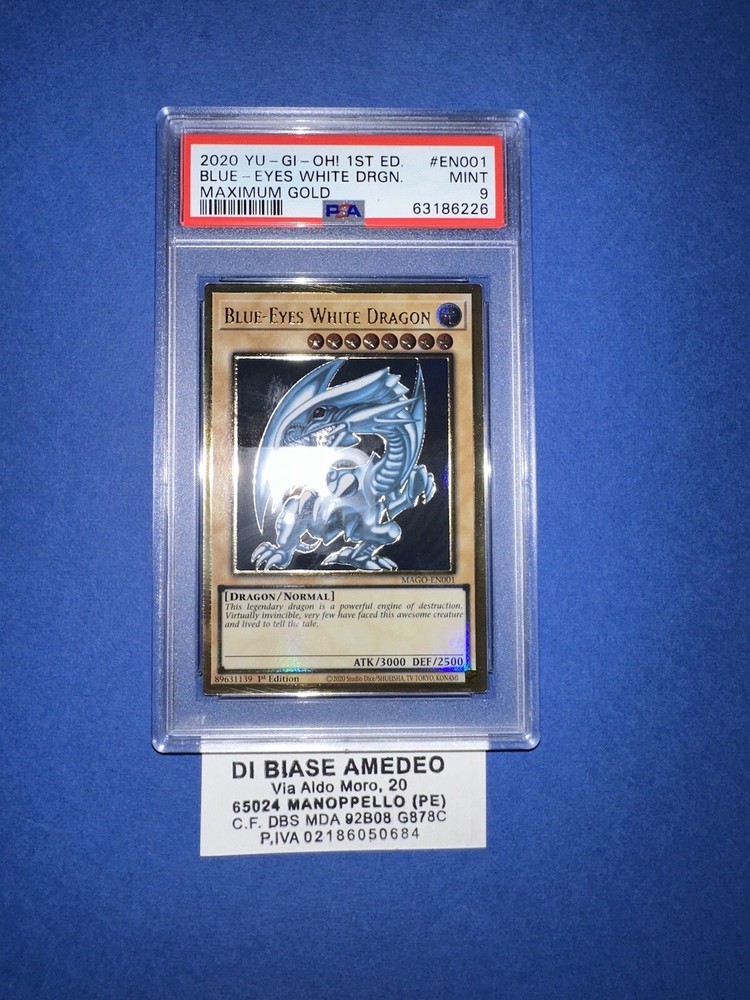 2020 YU-GI-OH! 1ST ED. #EN001
BLUE-EYES WHITE DRGN. MINT
MAXIMUM GOLD 9
PSA 63186226
BLUE-EYES WHITE DRAGON
MAGO-EN001
[DRAGON/NORMAL]
This legendary dragon is a powerful engine of destruction.
Virtually invincible, very few have faced this awesome creature
and lived to tell the tale.
ATK/3000 DEF/2500
89631139 1st Edition ©2020 Studio Dice/SHUEISHA, TV TOKYO, KONAMI
DI BIASE AMEDEO
Via Aldo Moro, 20
65024 MANOPPELLO (PE)
C.F. DBS MDA 92B08 G878C
P,IVA 02186050684